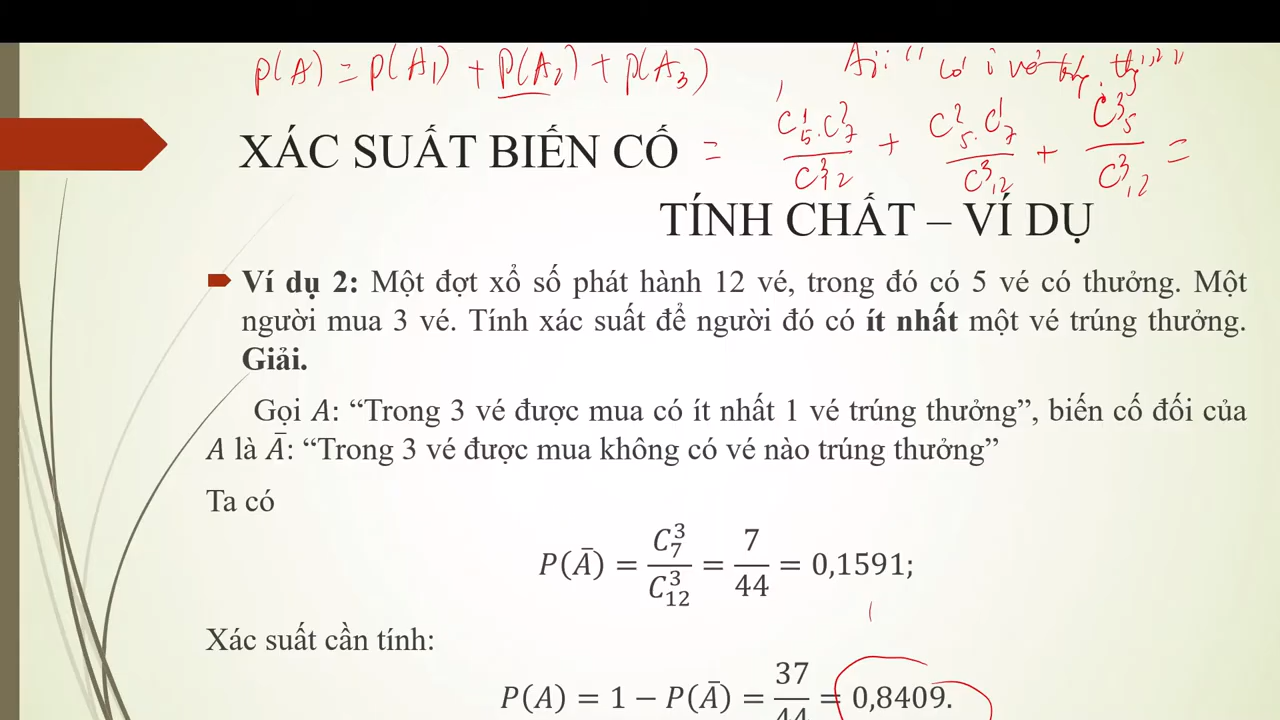 P(A) = P(A₁) + P(A₂) + P(A₃) Aᵢ: " có i vé
= C¹₅.C²₇/C³₁₂ + C²₅.C¹₇/C³₁₂ + C³₅/C³₁₂ =
XÁC SUẤT BIẾN CỐ
TÍNH CHẤT – VÍ DỤ
Ví dụ 2: Một đợt xổ số phát hành 12 vé, trong đó có 5 vé có thưởng. Một
người mua 3 vé. Tính xác suất để người đó có ít nhất một vé trúng thưởng.
Giải.
Gọi A: “Trong 3 vé được mua có ít nhất 1 vé trúng thưởng”, biến cố đối của
A là Ā: “Trong 3 vé được mua không có vé nào trúng thưởng”
Ta có
P(Ā) = C³₇/C³₁₂ = 7/44 = 0,1591;
Xác suất cần tính:
P(A) = 1 − P(Ā) = 37/44 = 0,8409.